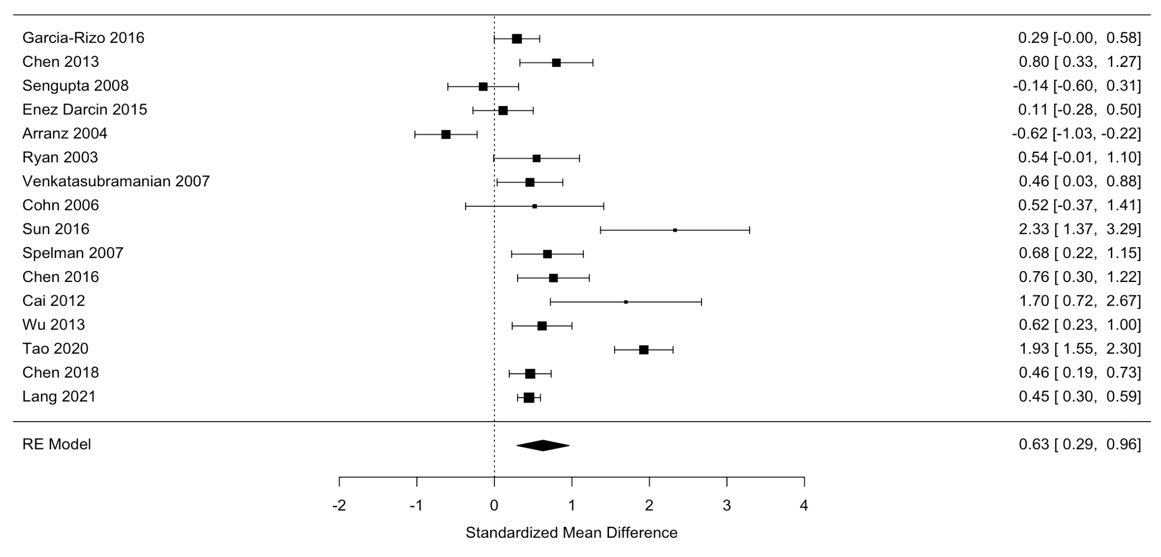 Garcia-Rizo 2016 0.29 [-0.00, 0.58]
Chen 2013 0.80 [ 0.33, 1.27]
Sengupta 2008 -0.14 [-0.60, 0.31]
Enez Darcin 2015 0.11 [-0.28, 0.50]
Arranz 2004 -0.62 [-1.03, -0.22]
Ryan 2003 0.54 [-0.01, 1.10]
Venkatasubramanian 2007 0.46 [ 0.03, 0.88]
Cohn 2006 0.52 [-0.37, 1.41]
Sun 2016 2.33 [ 1.37, 3.29]
Spelman 2007 0.68 [ 0.22, 1.15]
Chen 2016 0.76 [ 0.30, 1.22]
Cai 2012 1.70 [ 0.72, 2.67]
Wu 2013 0.62 [ 0.23, 1.00]
Tao 2020 1.93 [ 1.55, 2.30]
Chen 2018 0.46 [ 0.19, 0.73]
Lang 2021 0.45 [ 0.30, 0.59]
RE Model 0.63 [ 0.29, 0.96]
-2 -1 0 1 2 3 4
Standardized Mean Difference